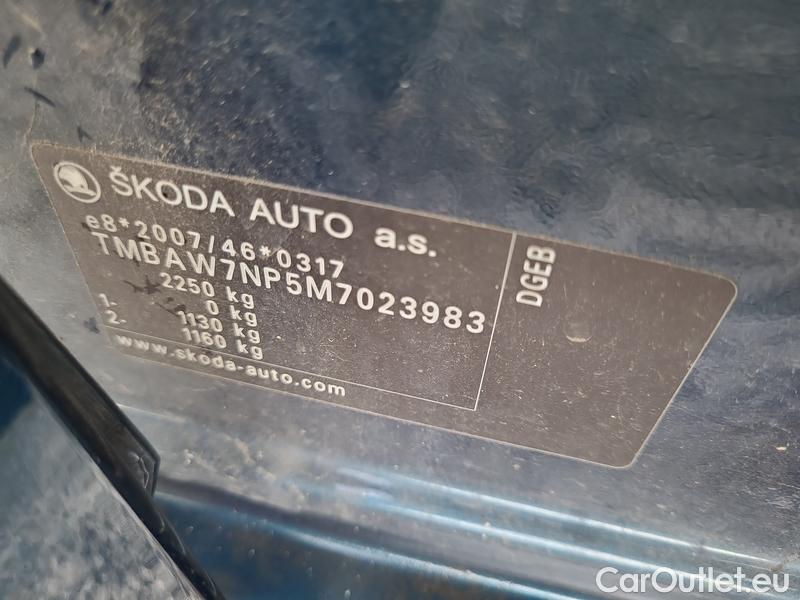 ŠKODA AUTO a.s.
e8*2007/46*0317
TMBAW7NP5M7023983
2250 kg
0 kg
1- 1130 kg
2- 1160 kg
www.skoda-auto.com
DGEB
CarOutlet.eu